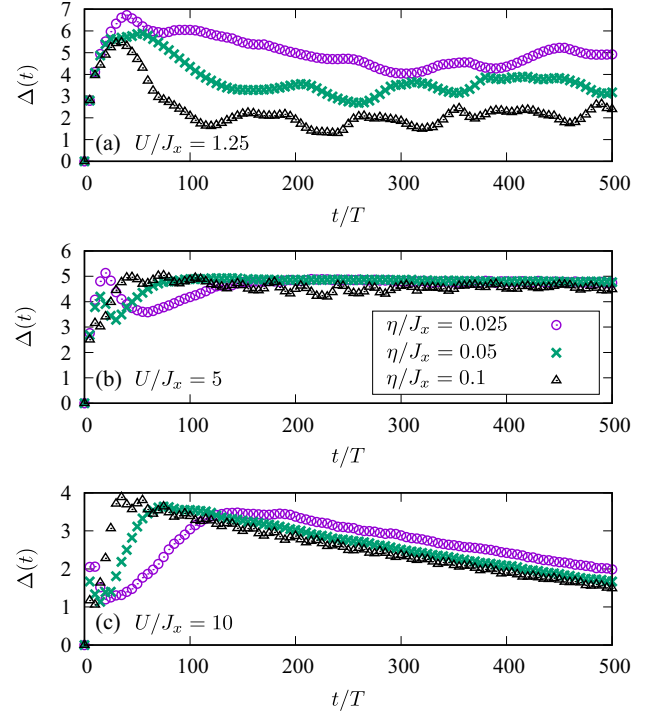 7
6
5
4
3
2
1
0
Δ(t)
(a) U/J_x = 1.25
0 100 200 300 400 500
t/T
6
5
4
3
2
1
0
Δ(t)
η/J_x = 0.025
η/J_x = 0.05
η/J_x = 0.1
(b) U/J_x = 5
0 100 200 300 400 500
t/T
4
3
2
1
0
Δ(t)
(c) U/J_x = 10
0 100 200 300 400 500
t/T